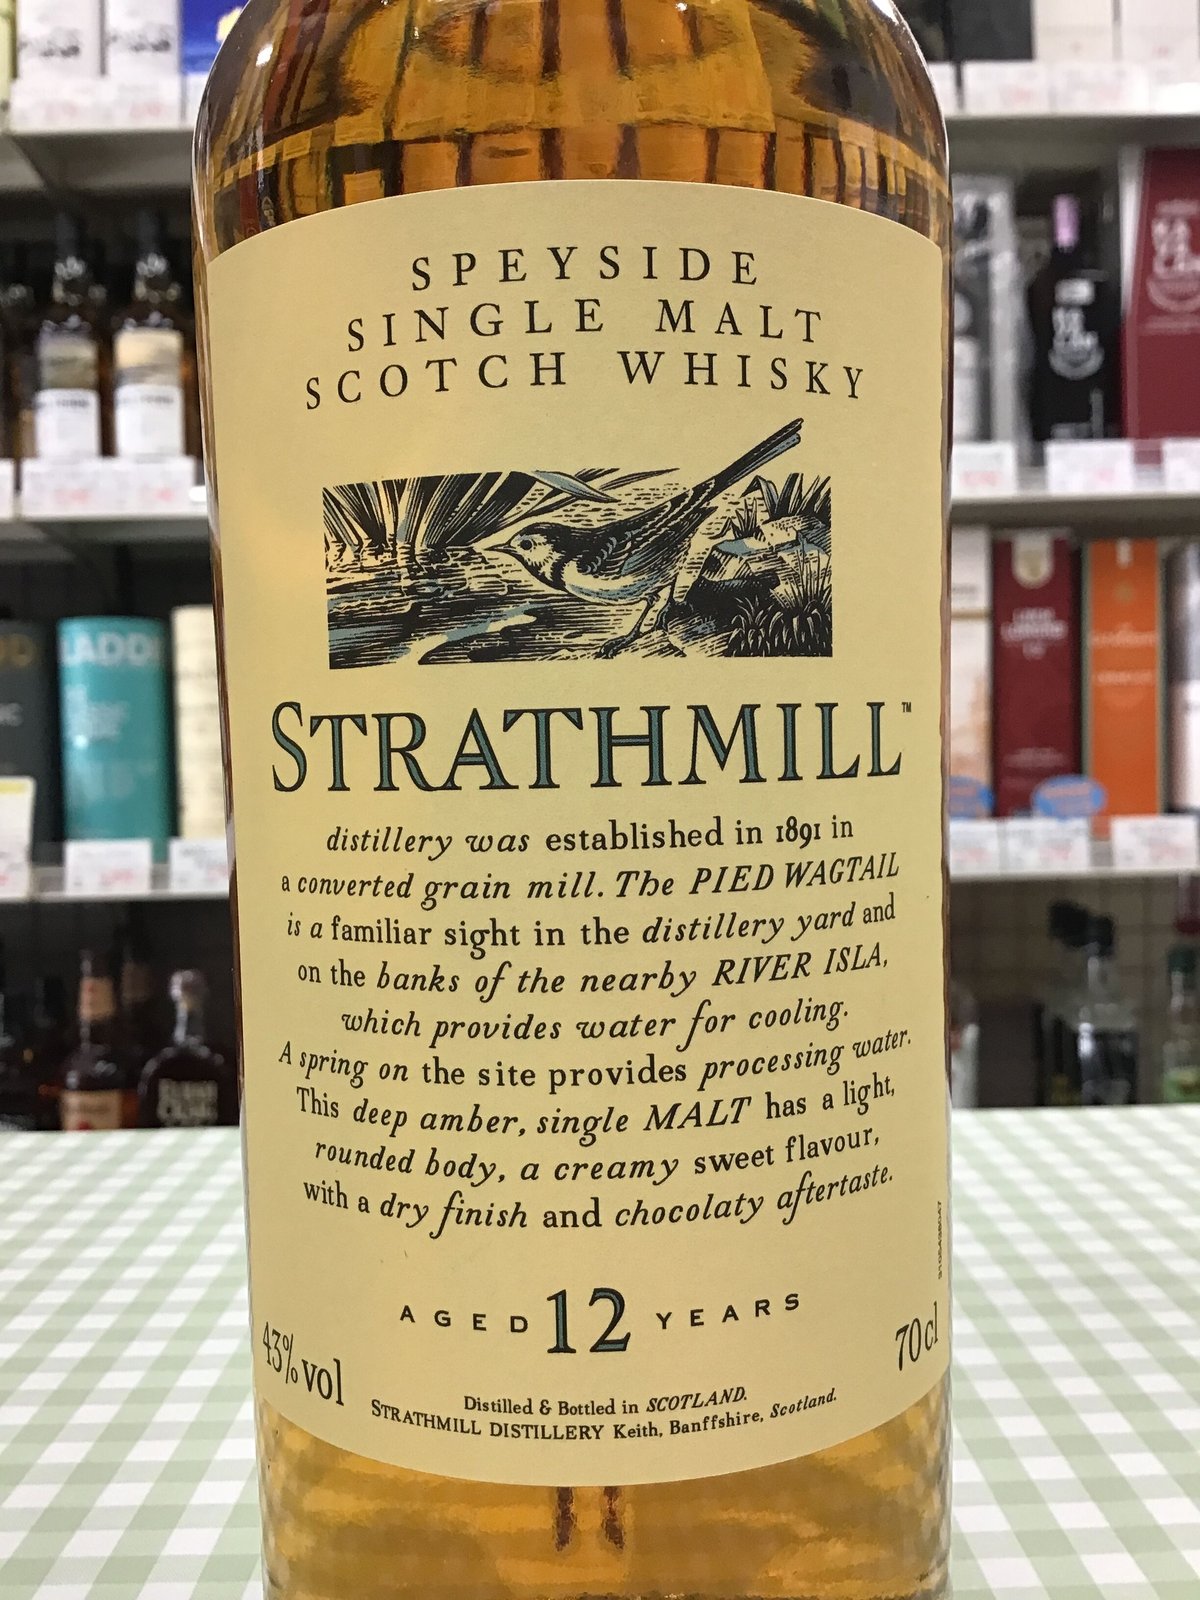 SPEYSIDE
SINGLE MALT
SCOTCH WHISKY
STRATHMILL™
distillery was established in 1891 in
a converted grain mill. The PIED WAGTAIL
is a familiar sight in the distillery yard and
on the banks of the nearby RIVER ISLA,
which provides water for cooling.
A spring on the site provides processing water.
This deep amber, single MALT has a light,
rounded body, a creamy sweet flavour,
with a dry finish and chocolaty aftertaste.
AGED 12 YEARS
43% vol
70cl
Distilled & Bottled in SCOTLAND.
STRATHMILL DISTILLERY Keith, Banffshire, Scotland.
LADDI